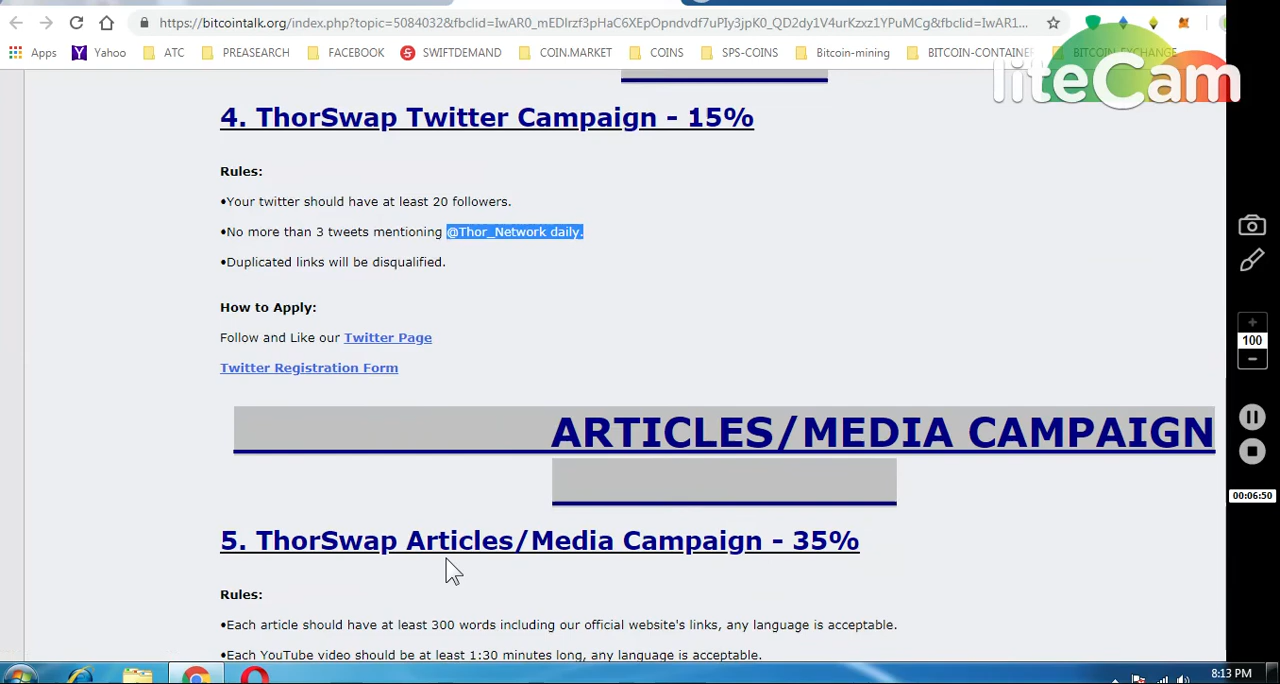 https://bitcointalk.org/index.php?topic=5084032&fbclid=IwAR0_mEDlrzf3pHaC6XEpOpndvdf7uPIy3jpK0_QD2dy1V4urKzxz1YPuMCg&fbclid=IwAR1...
Apps Yahoo ATC PREASEARCH FACEBOOK SWIFTDEMAND COIN.MARKET COINS SPS-COINS Bitcoin-mining BITCOIN-CONTAINE BITCOIN-EXCHANGE
liteCam
4. ThorSwap Twitter Campaign - 15%
Rules:
•Your twitter should have at least 20 followers.
•No more than 3 tweets mentioning @Thor_Network daily.
•Duplicated links will be disqualified.
How to Apply:
Follow and Like our Twitter Page
Twitter Registration Form
100
ARTICLES/MEDIA CAMPAIGN
00:06:50
5. ThorSwap Articles/Media Campaign - 35%
Rules:
•Each article should have at least 300 words including our official website's links, any language is acceptable.
•Each YouTube video should be at least 1:30 minutes long, any language is acceptable.
8:13 PM